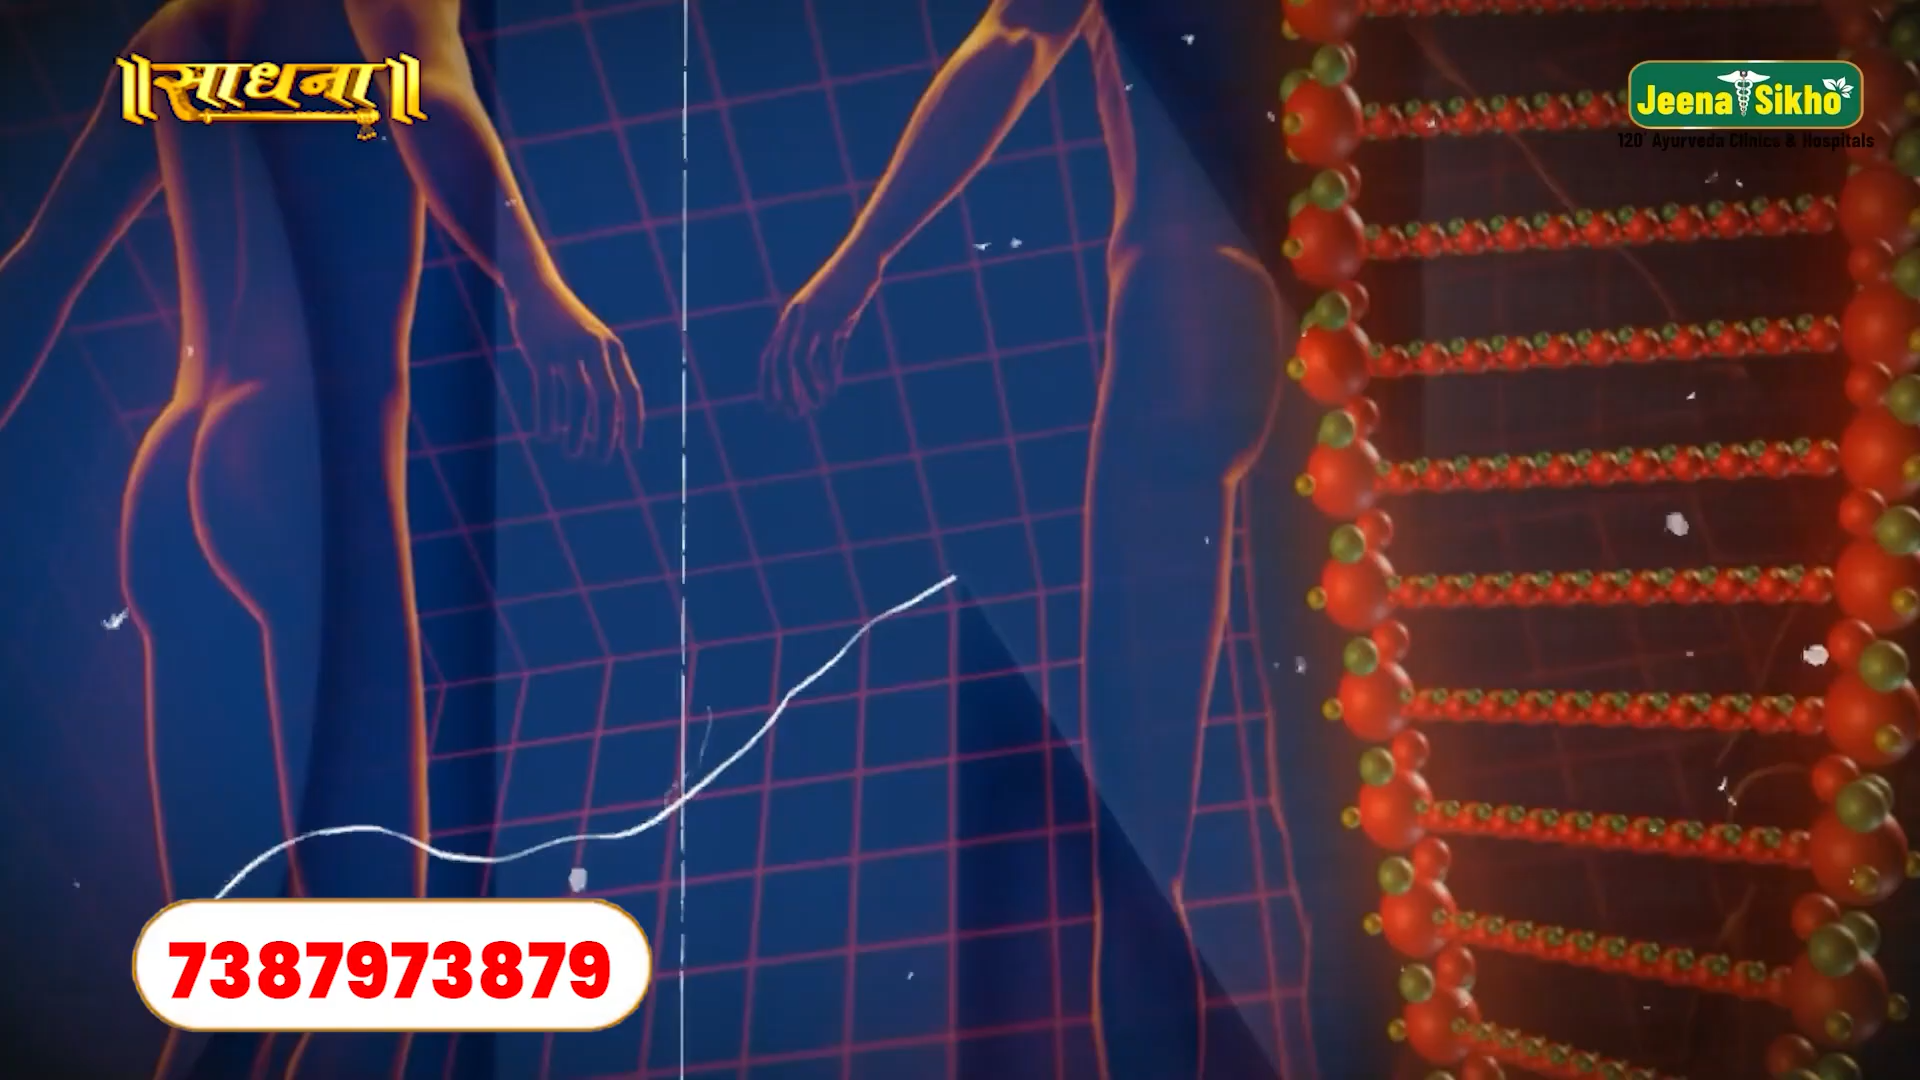 ॥साधना॥
Jeena Sikho
120+ Ayurveda Clinics & Hospitals
7387973879